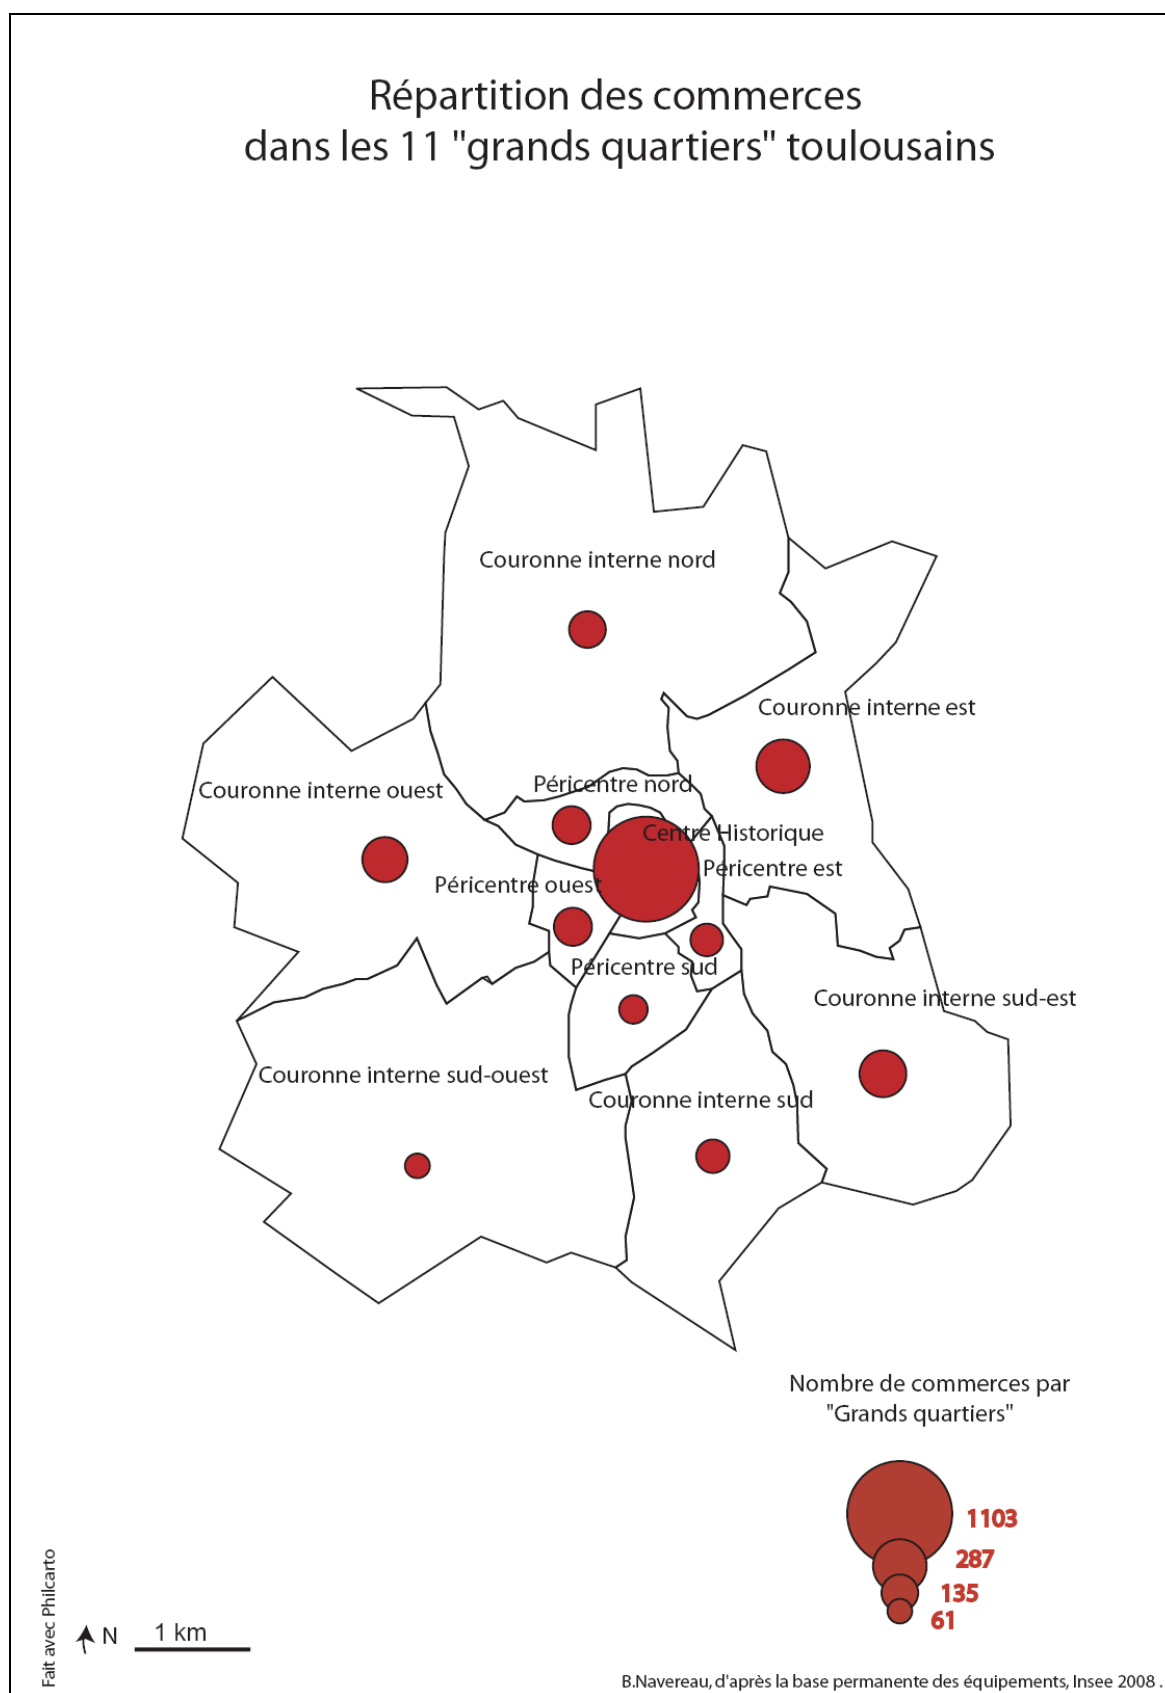 Répartition des commerces
dans les 11 "grands quartiers" toulousains
Couronne interne nord
Couronne interne est
Péricentre nord
Couronne interne ouest
Centre Historique
Péricentre est
Péricentre ouest
Péricentre sud
Couronne interne sud-est
Couronne interne sud-ouest
Couronne interne sud
Nombre de commerces par
"Grands quartiers"
1103
287
135
61
Fait avec Philcarto
N
1 km
B.Navereau, d'après la base permanente des équipements, Insee 2008 .